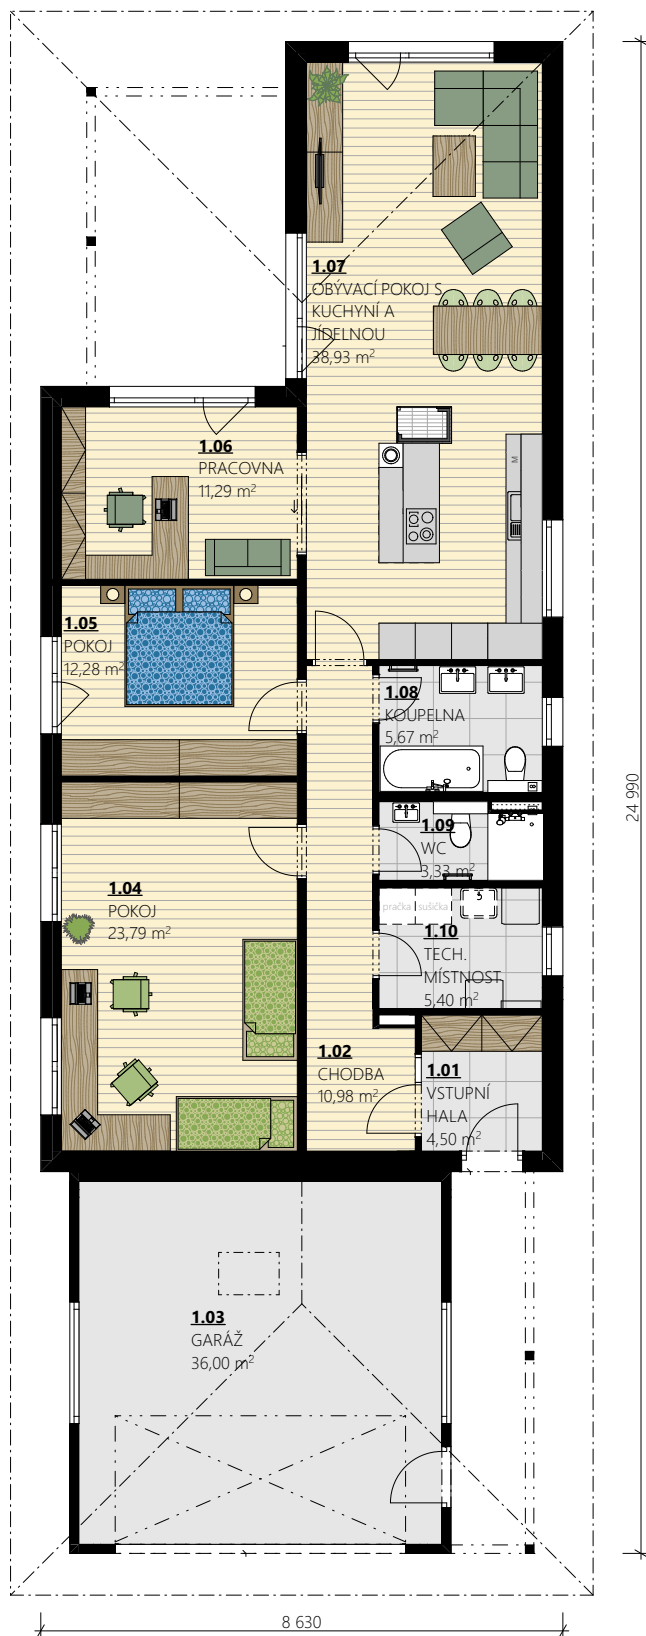 1.07
OBÝVACÍ POKOJ S
KUCHYNÍ A
JÍDELNOU
38,93 m²
1.06
PRACOVNA
11,29 m²
M
1.05
POKOJ
12,28 m²
1.08
KOUPELNA
5,67 m²
24 990
1.09
WC
3,33 m²
1.04
POKOJ
23,79 m²
pračka sušička
1.10
TECH.
MÍSTNOST
5,40 m²
1.02
CHODBA
10,98 m²
1.01
VSTUPNÍ
HALA
4,50 m²
1.03
GARÁŽ
36,00 m²
8 630